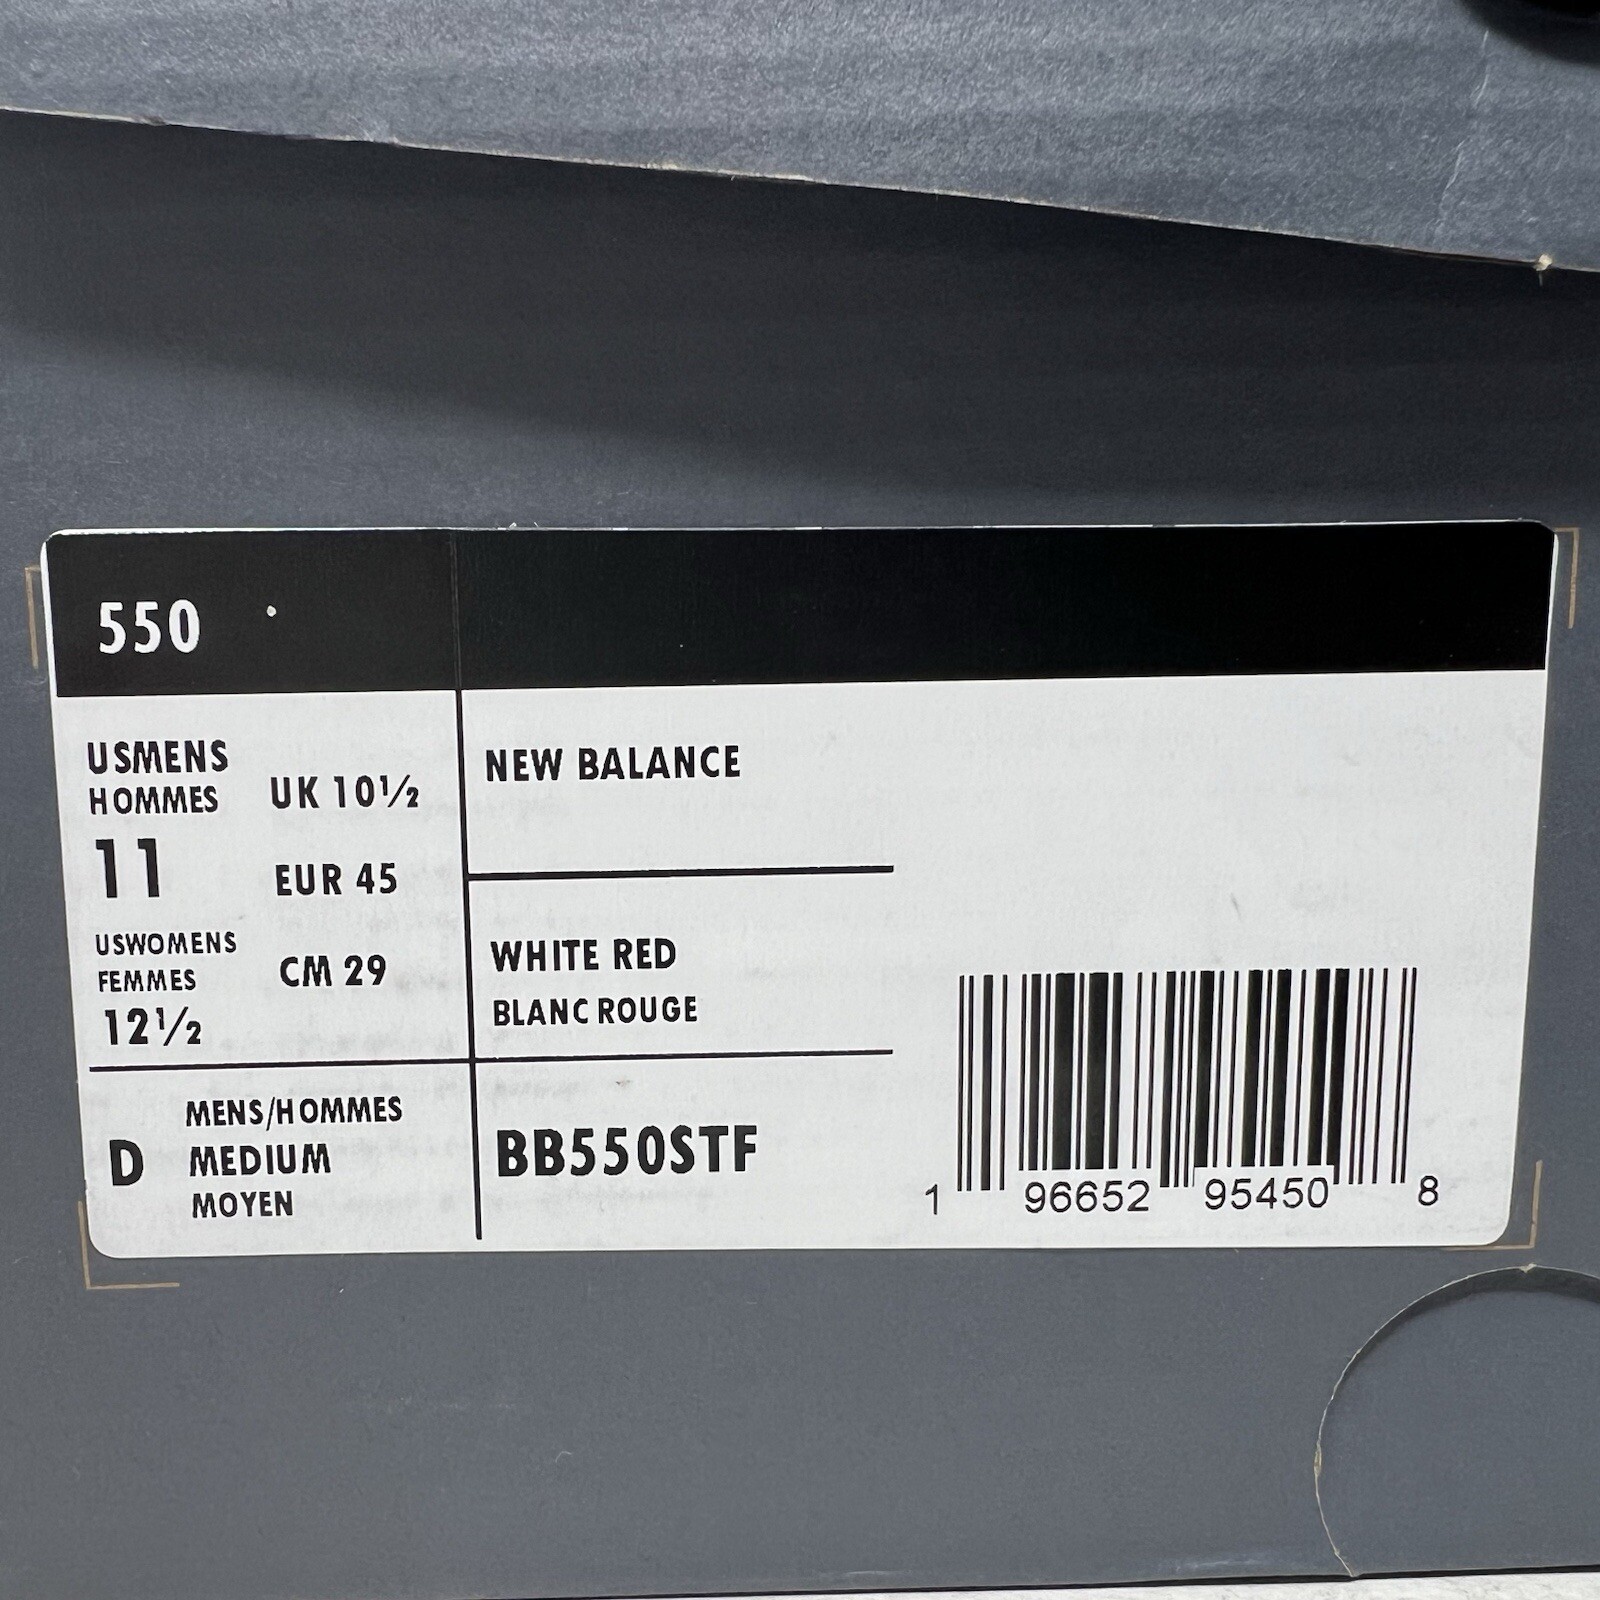 550
USMENS
HOMMES
11
USWOMENS
FEMMES
12½
UK 10½
EUR 45
CM 29
NEW BALANCE
WHITE RED
BLANC ROUGE
D
MENS/HOMMES
MEDIUM
MOYEN
BB550STF
1 96652 95450 8